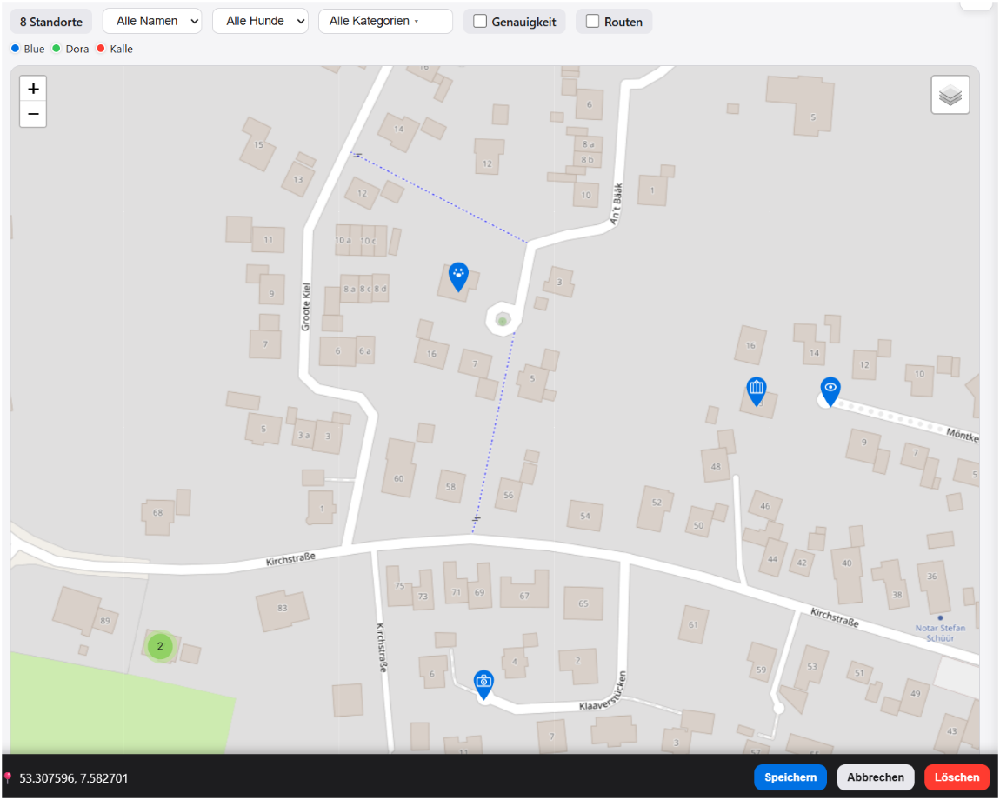 8 Standorte
Alle Namen
Alle Hunde
Alle Kategorien
Genauigkeit
Routen
Blue
Dora
Kalle
+
−
16
6
5
14
15
12
8 a
8 b
13
12
10
1
An't Bääk
11
10 a
10 c
3
9
8 a
8 c
8 d
Groote Kiel
7
6
6 a
16
7
5
16
14
12
10
5
3 a
3
Möntke
9
7
5
48
60
58
56
54
52
50
46
1
68
Kirchstraße
44
42
40
38
36
75
73
71
69
67
65
83
89
61
Kirchstraße
Notar Stefan
Schuur
Kirchstraße
2
6
4
2
59
53
51
49
Klaaverstücken
7
3
43
11
57
53.307596, 7.582701
Speichern
Abbrechen
Löschen